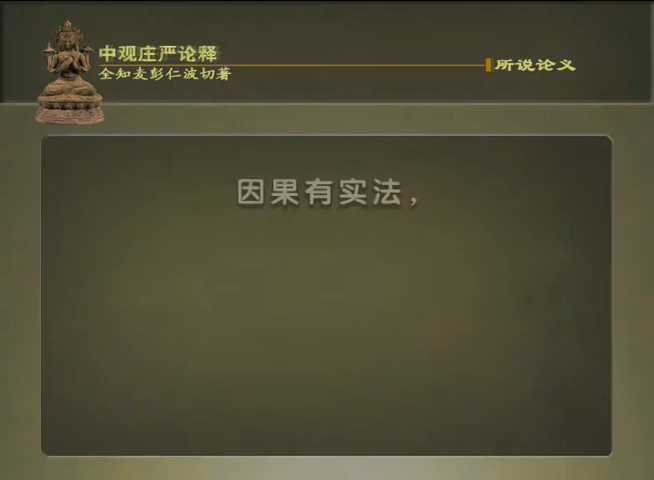 中观庄严论释
全知麦彭仁波切著
所说论义
因果有实法，